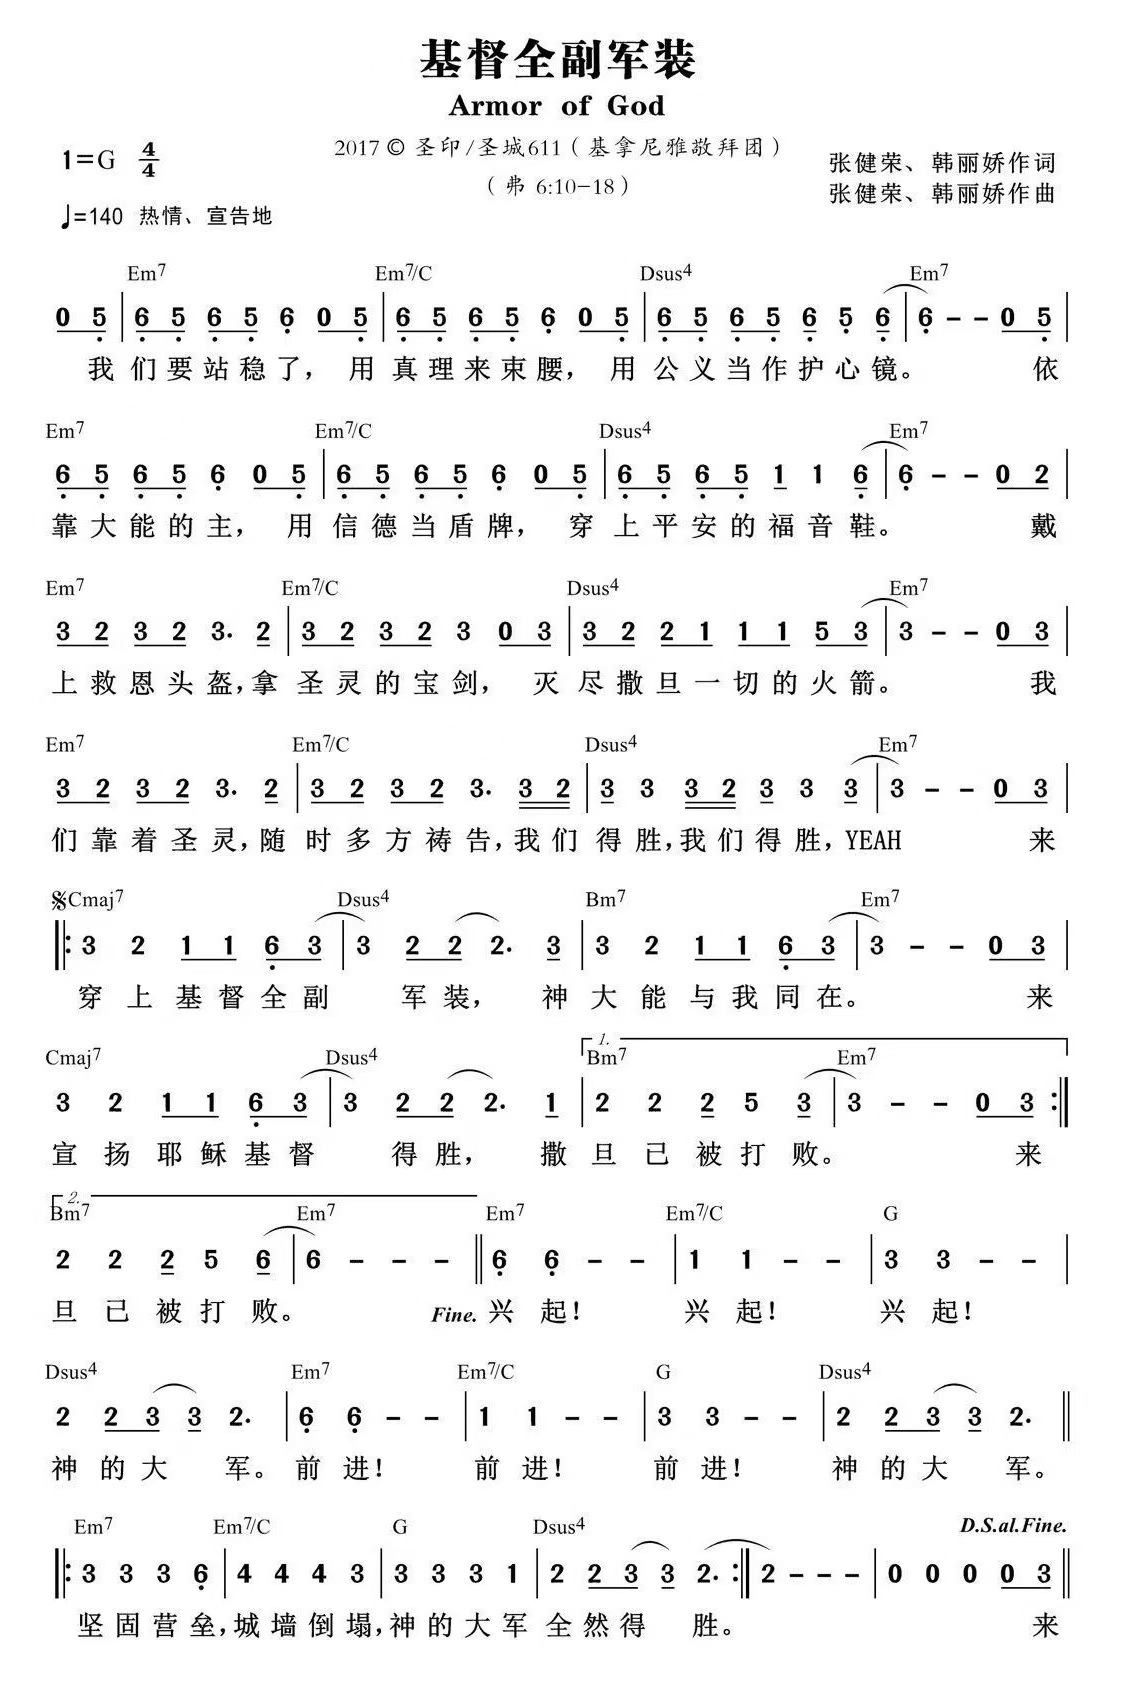 基督全副军装
Armor of God
2017 © 圣印/圣城611（基拿尼雅敬拜团）
（弗 6:10-18）
1=G 4/4
♩=140 热情、宣告地
张健荣、韩丽娇作词
张健荣、韩丽娇作曲
Em7 Em7/C Dsus4 Em7
0 5 | 6 5 6 5 6 0 5 | 6 5 6 5 6 0 5 | 6 5 6 5 6 5 6 | 6 - - 0 5 |
我们要站稳了，用真理来束腰，用公义当作护心镜。 依
Em7 Em7/C Dsus4 Em7
6 5 6 5 6 0 5 | 6 5 6 5 6 0 5 | 6 5 6 5 1 1 6 | 6 - - 0 2 |
靠大能的主，用信德当盾牌，穿上平安的福音鞋。 戴
Em7 Em7/C Dsus4 Em7
3 2 3 2 3. 2 | 3 2 3 2 3 0 3 | 3 2 2 1 1 1 5 3 | 3 - - 0 3 |
上救恩头盔，拿圣灵的宝剑，灭尽撒旦一切的火箭。 我
Em7 Em7/C Dsus4 Em7
3 2 3 2 3. 2 | 3 2 3 2 3. 3 2 | 3 3 3 2 3 3 3 | 3 - - 0 3 |
们靠着圣灵，随时多方祷告，我们得胜，我们得胜，YEAH 来
Cmaj7 Dsus4 Bm7 Em7
3 2 1 1 6 3 | 3 2 2 2. 3 | 3 2 1 1 6 3 | 3 - - 0 3 |
穿上基督全副 军装，神大能与我同在。 来
1.
Cmaj7 Dsus4 Bm7 Em7
3 2 1 1 6 3 | 3 2 2 2. 1 | 2 2 2 5 3 | 3 - - 0 3 :|
宣扬耶稣基督 得胜，撒旦已被打败。 来
2.
Bm7 Em7 Em7 Em7/C G
2 2 2 5 6 | 6 - - - || 6 6 - - | 1 1 - - | 3 3 - - |
旦已被打败。 Fine. 兴起！ 兴起！ 兴起！
Dsus4 Em7 Em7/C G Dsus4
2 2 3 3 2. | 6 6 - - | 1 1 - - | 3 3 - - | 2 2 3 3 2. ||
神的大 军。前进！ 前进！ 前进！ 神的大 军。
Em7 Em7/C G Dsus4 D.S.al.Fine.
|: 3 3 3 6 | 4 4 4 3 | 3 3 3 1 | 2 2 3 3 2. :| 2 - - - | 0 0 0 0 3 ||
坚固营垒，城墙倒塌，神的大军全然得 胜。 来